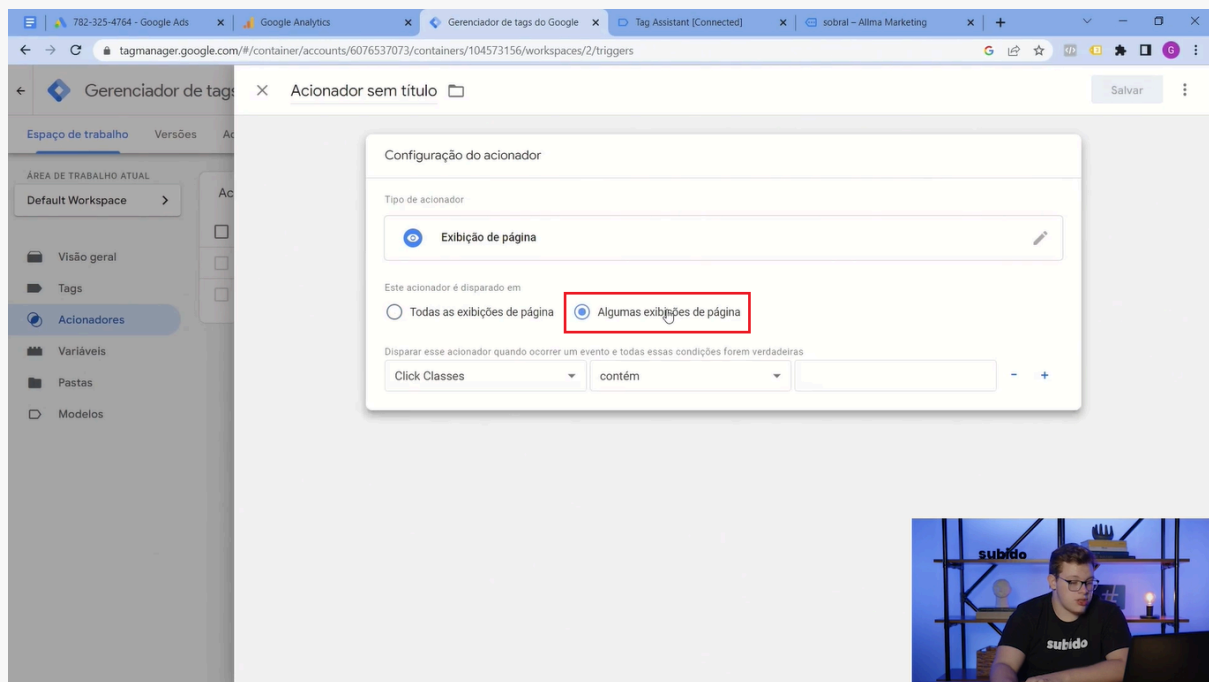 782-325-4764 - Google Ads
Google Analytics
Gerenciador de tags do Google
Tag Assistant [Connected]
sobral – Allma Marketing
tagmanager.google.com/#/container/accounts/6076537073/containers/104573156/workspaces/2/triggers
G
Gerenciador de tags
Acionador sem título
Salvar
Espaço de trabalho
Versões
Ad
ÁREA DE TRABALHO ATUAL
Default Workspace
Ac
Visão geral
Tags
Acionadores
Variáveis
Pastas
Modelos
Configuração do acionador
Tipo de acionador
Exibição de página
Este acionador é disparado em
Todas as exibições de página
Algumas exibições de página
Disparar esse acionador quando ocorrer um evento e todas essas condições forem verdadeiras
Click Classes
contém
- +
subido
#
subido